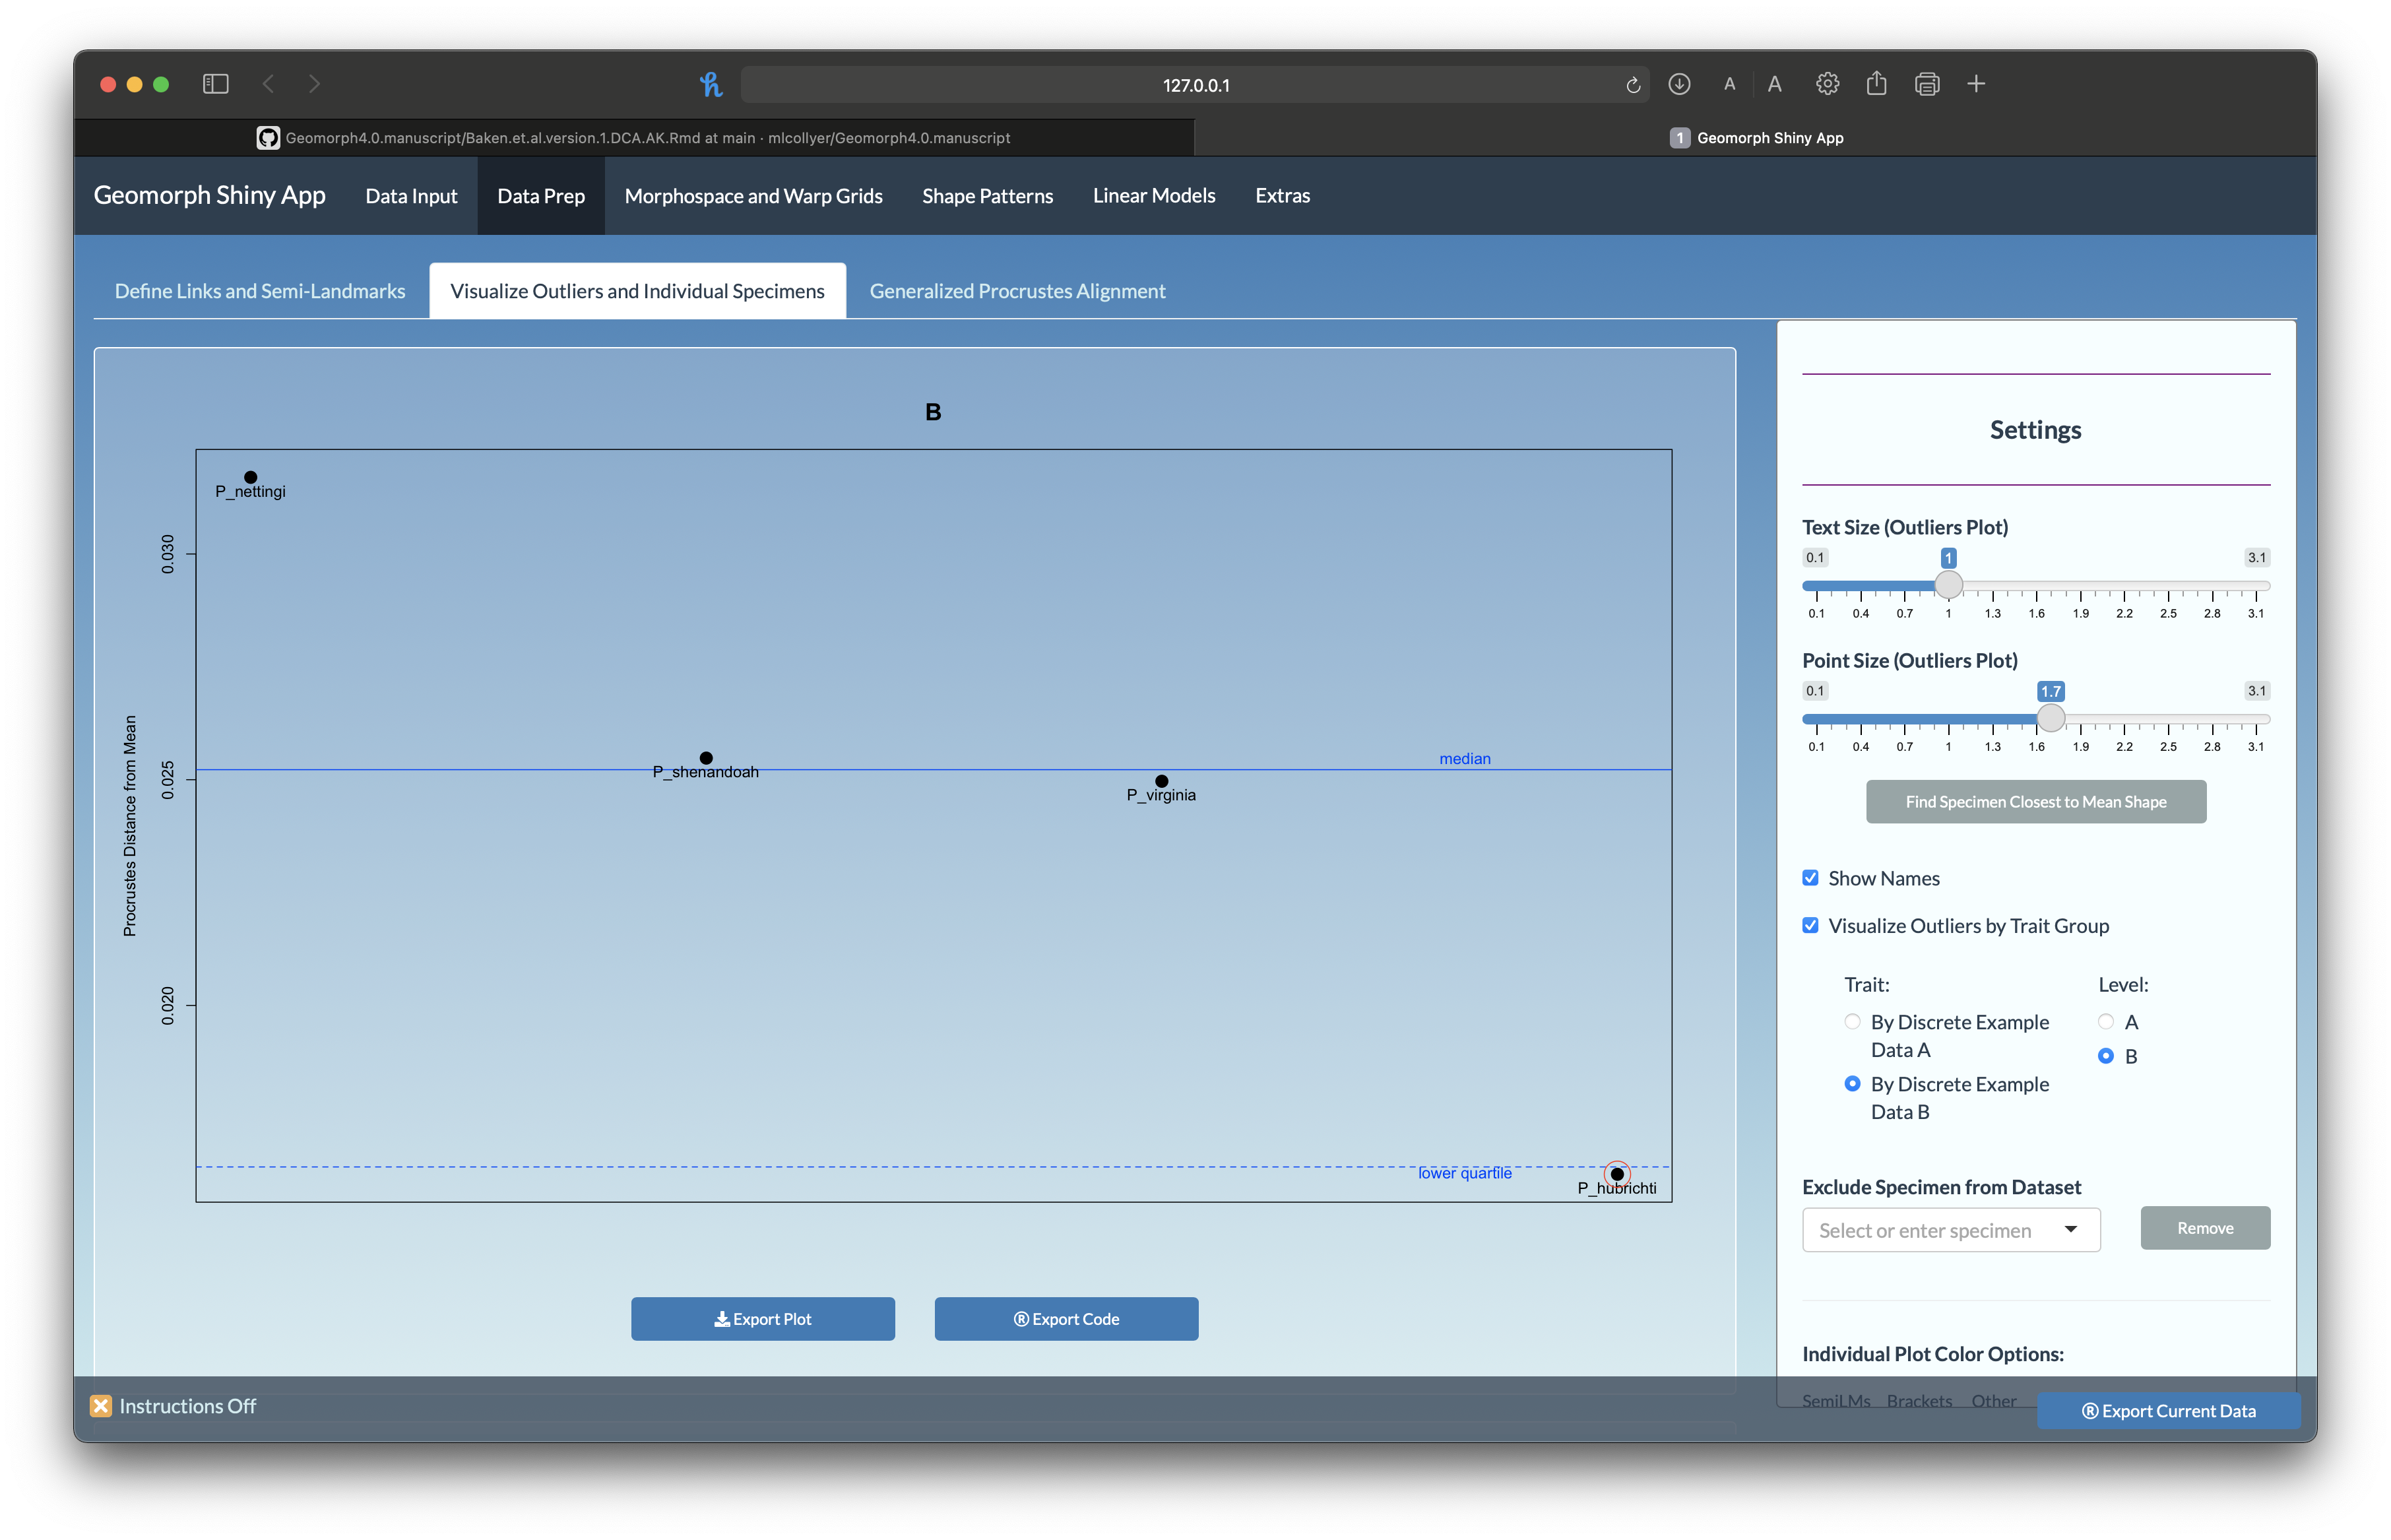 127.0.0.1
A
A
Geomorph4.0.manuscript/Baken.et.al.version.1.DCA.AK.Rmd at main · mlcollyer/Geomorph4.0.manuscript
1 Geomorph Shiny App
Geomorph Shiny App
Data Input
Data Prep
Morphospace and Warp Grids
Shape Patterns
Linear Models
Extras
Define Links and Semi-Landmarks
Visualize Outliers and Individual Specimens
Generalized Procrustes Alignment
B
P_nettingi
0.030
P_shenandoah
median
0.025
P_virginia
Procrustes Distance from Mean
0.020
lower quartile
P_hubrichti
Export Plot
® Export Code
Settings
Text Size (Outliers Plot)
0.1 1 3.1
0.1 0.4 0.7 1 1.3 1.6 1.9 2.2 2.5 2.8 3.1
Point Size (Outliers Plot)
0.1 1.7 3.1
0.1 0.4 0.7 1 1.3 1.6 1.9 2.2 2.5 2.8 3.1
Find Specimen Closest to Mean Shape
Show Names
Visualize Outliers by Trait Group
Trait:
By Discrete Example
Data A
By Discrete Example
Data B
Level:
A
B
Exclude Specimen from Dataset
Select or enter specimen
Remove
Individual Plot Color Options:
SemiLMs Brackets Other
Instructions Off
® Export Current Data